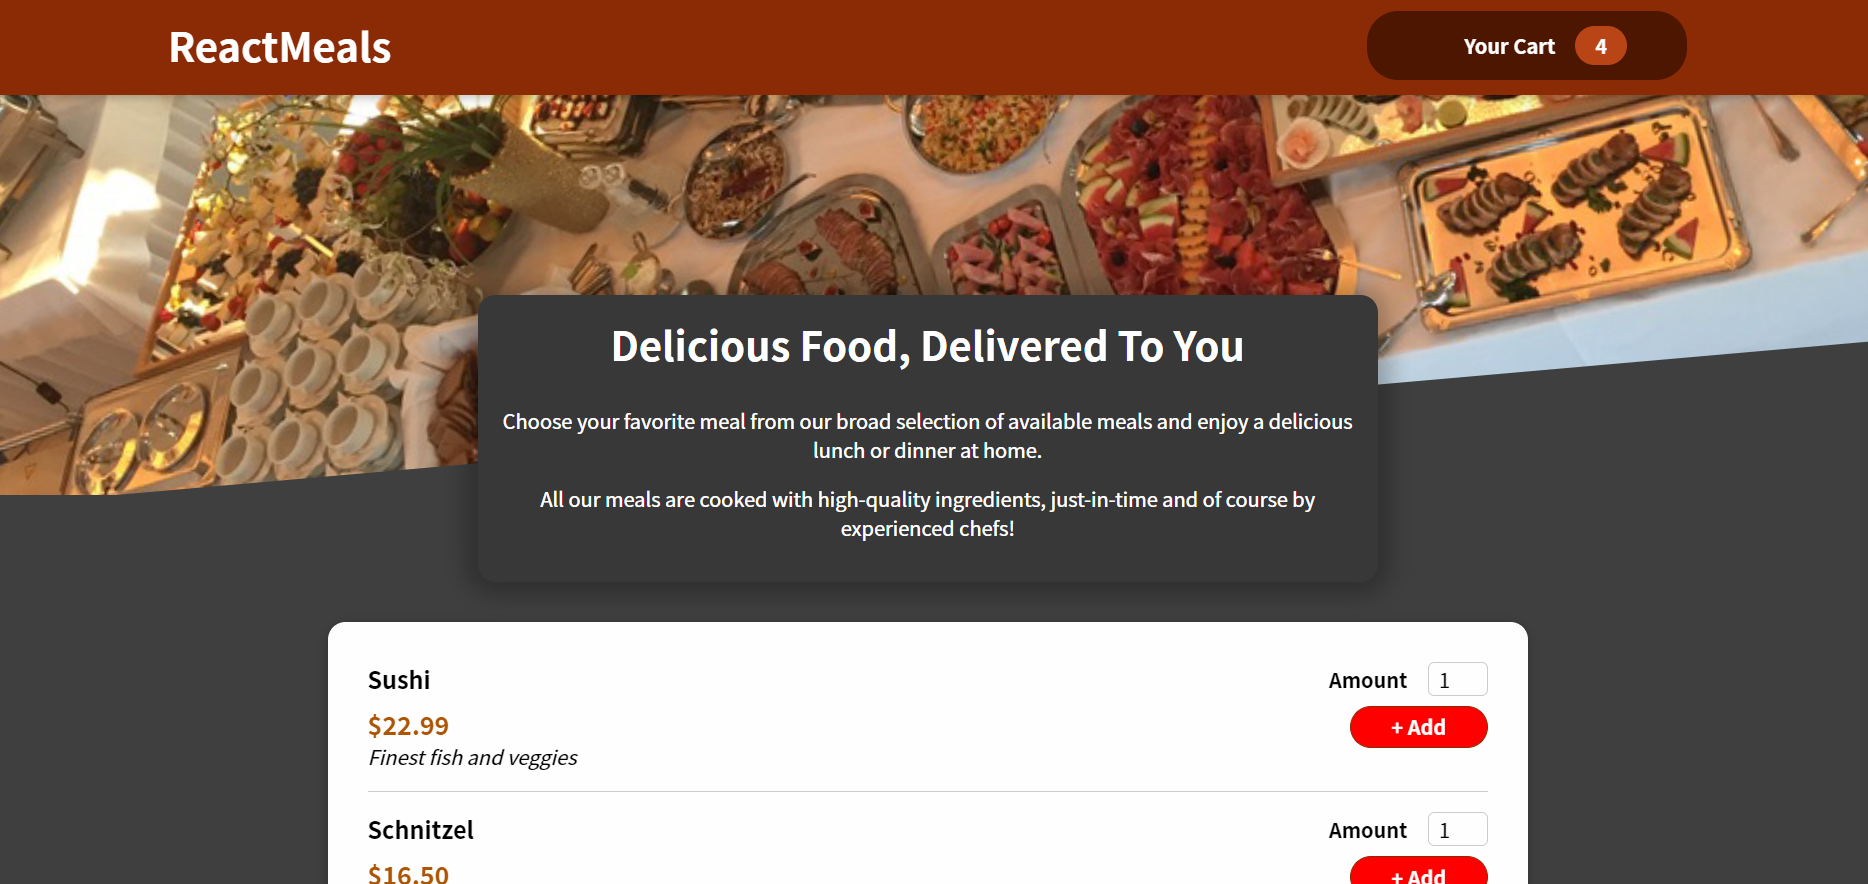 ReactMeals
Your Cart 4
Delicious Food, Delivered To You
Choose your favorite meal from our broad selection of available meals and enjoy a delicious
lunch or dinner at home.
All our meals are cooked with high-quality ingredients, just-in-time and of course by
experienced chefs!
Sushi
Amount 1
$22.99
+ Add
Finest fish and veggies
Schnitzel
Amount 1
$16.50
+ Add